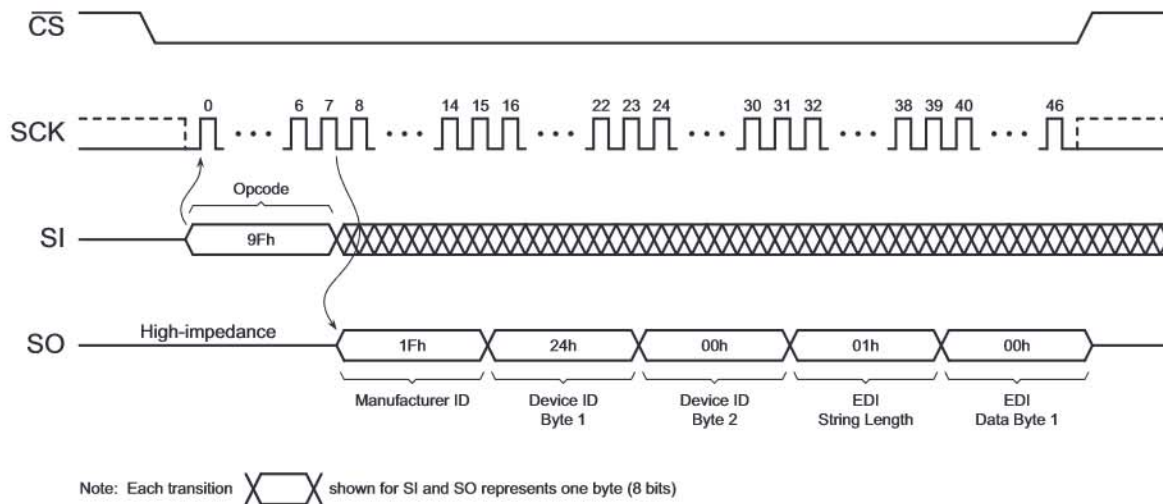 CS
0 6 7 8 14 15 16 22 23 24 30 31 32 38 39 40 46
SCK
Opcode
SI
9Fh
High-impedance
SO
1Fh 24h 00h 01h 00h
Manufacturer ID Device ID Device ID EDI EDI
Byte 1 Byte 2 String Length Data Byte 1
Note: Each transition shown for SI and SO represents one byte (8 bits)